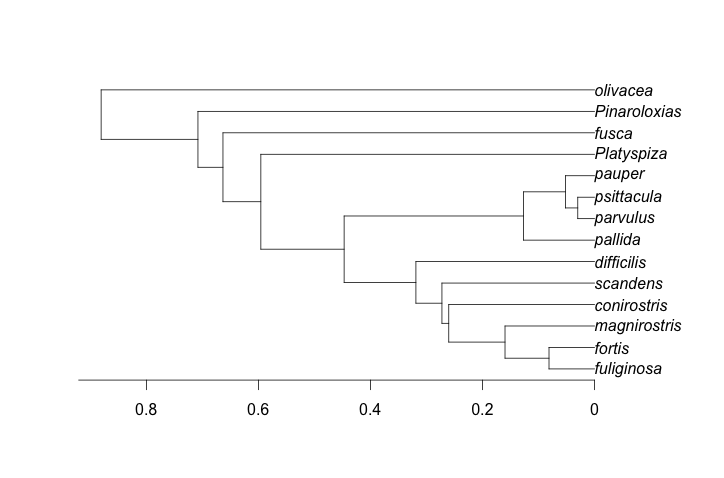 olivacea
Pinaroloxias
fusca
Platyspiza
pauper
psittacula
parvulus
pallida
difficilis
scandens
conirostris
magnirostris
fortis
fuliginosa
0.8 0.6 0.4 0.2 0